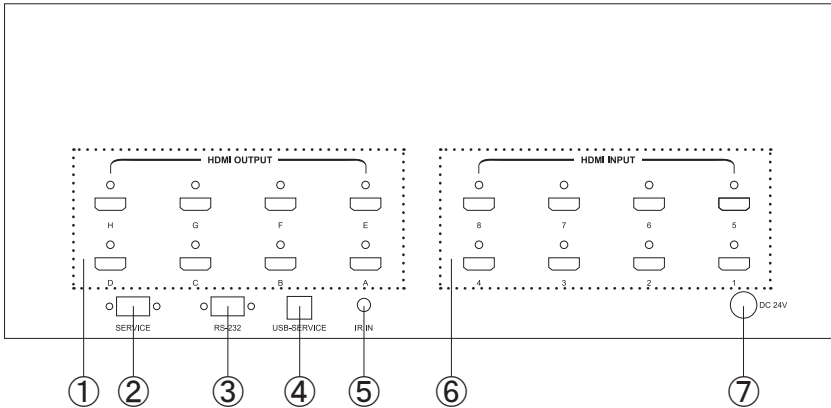 HDMI OUTPUT HDMI INPUT
H G F E 8 7 6 5
D C B A 4 3 2 1
DC 24V
SERVICE RS-232 USB-SERVICE IR IN
① ② ③ ④ ⑤ ⑥ ⑦